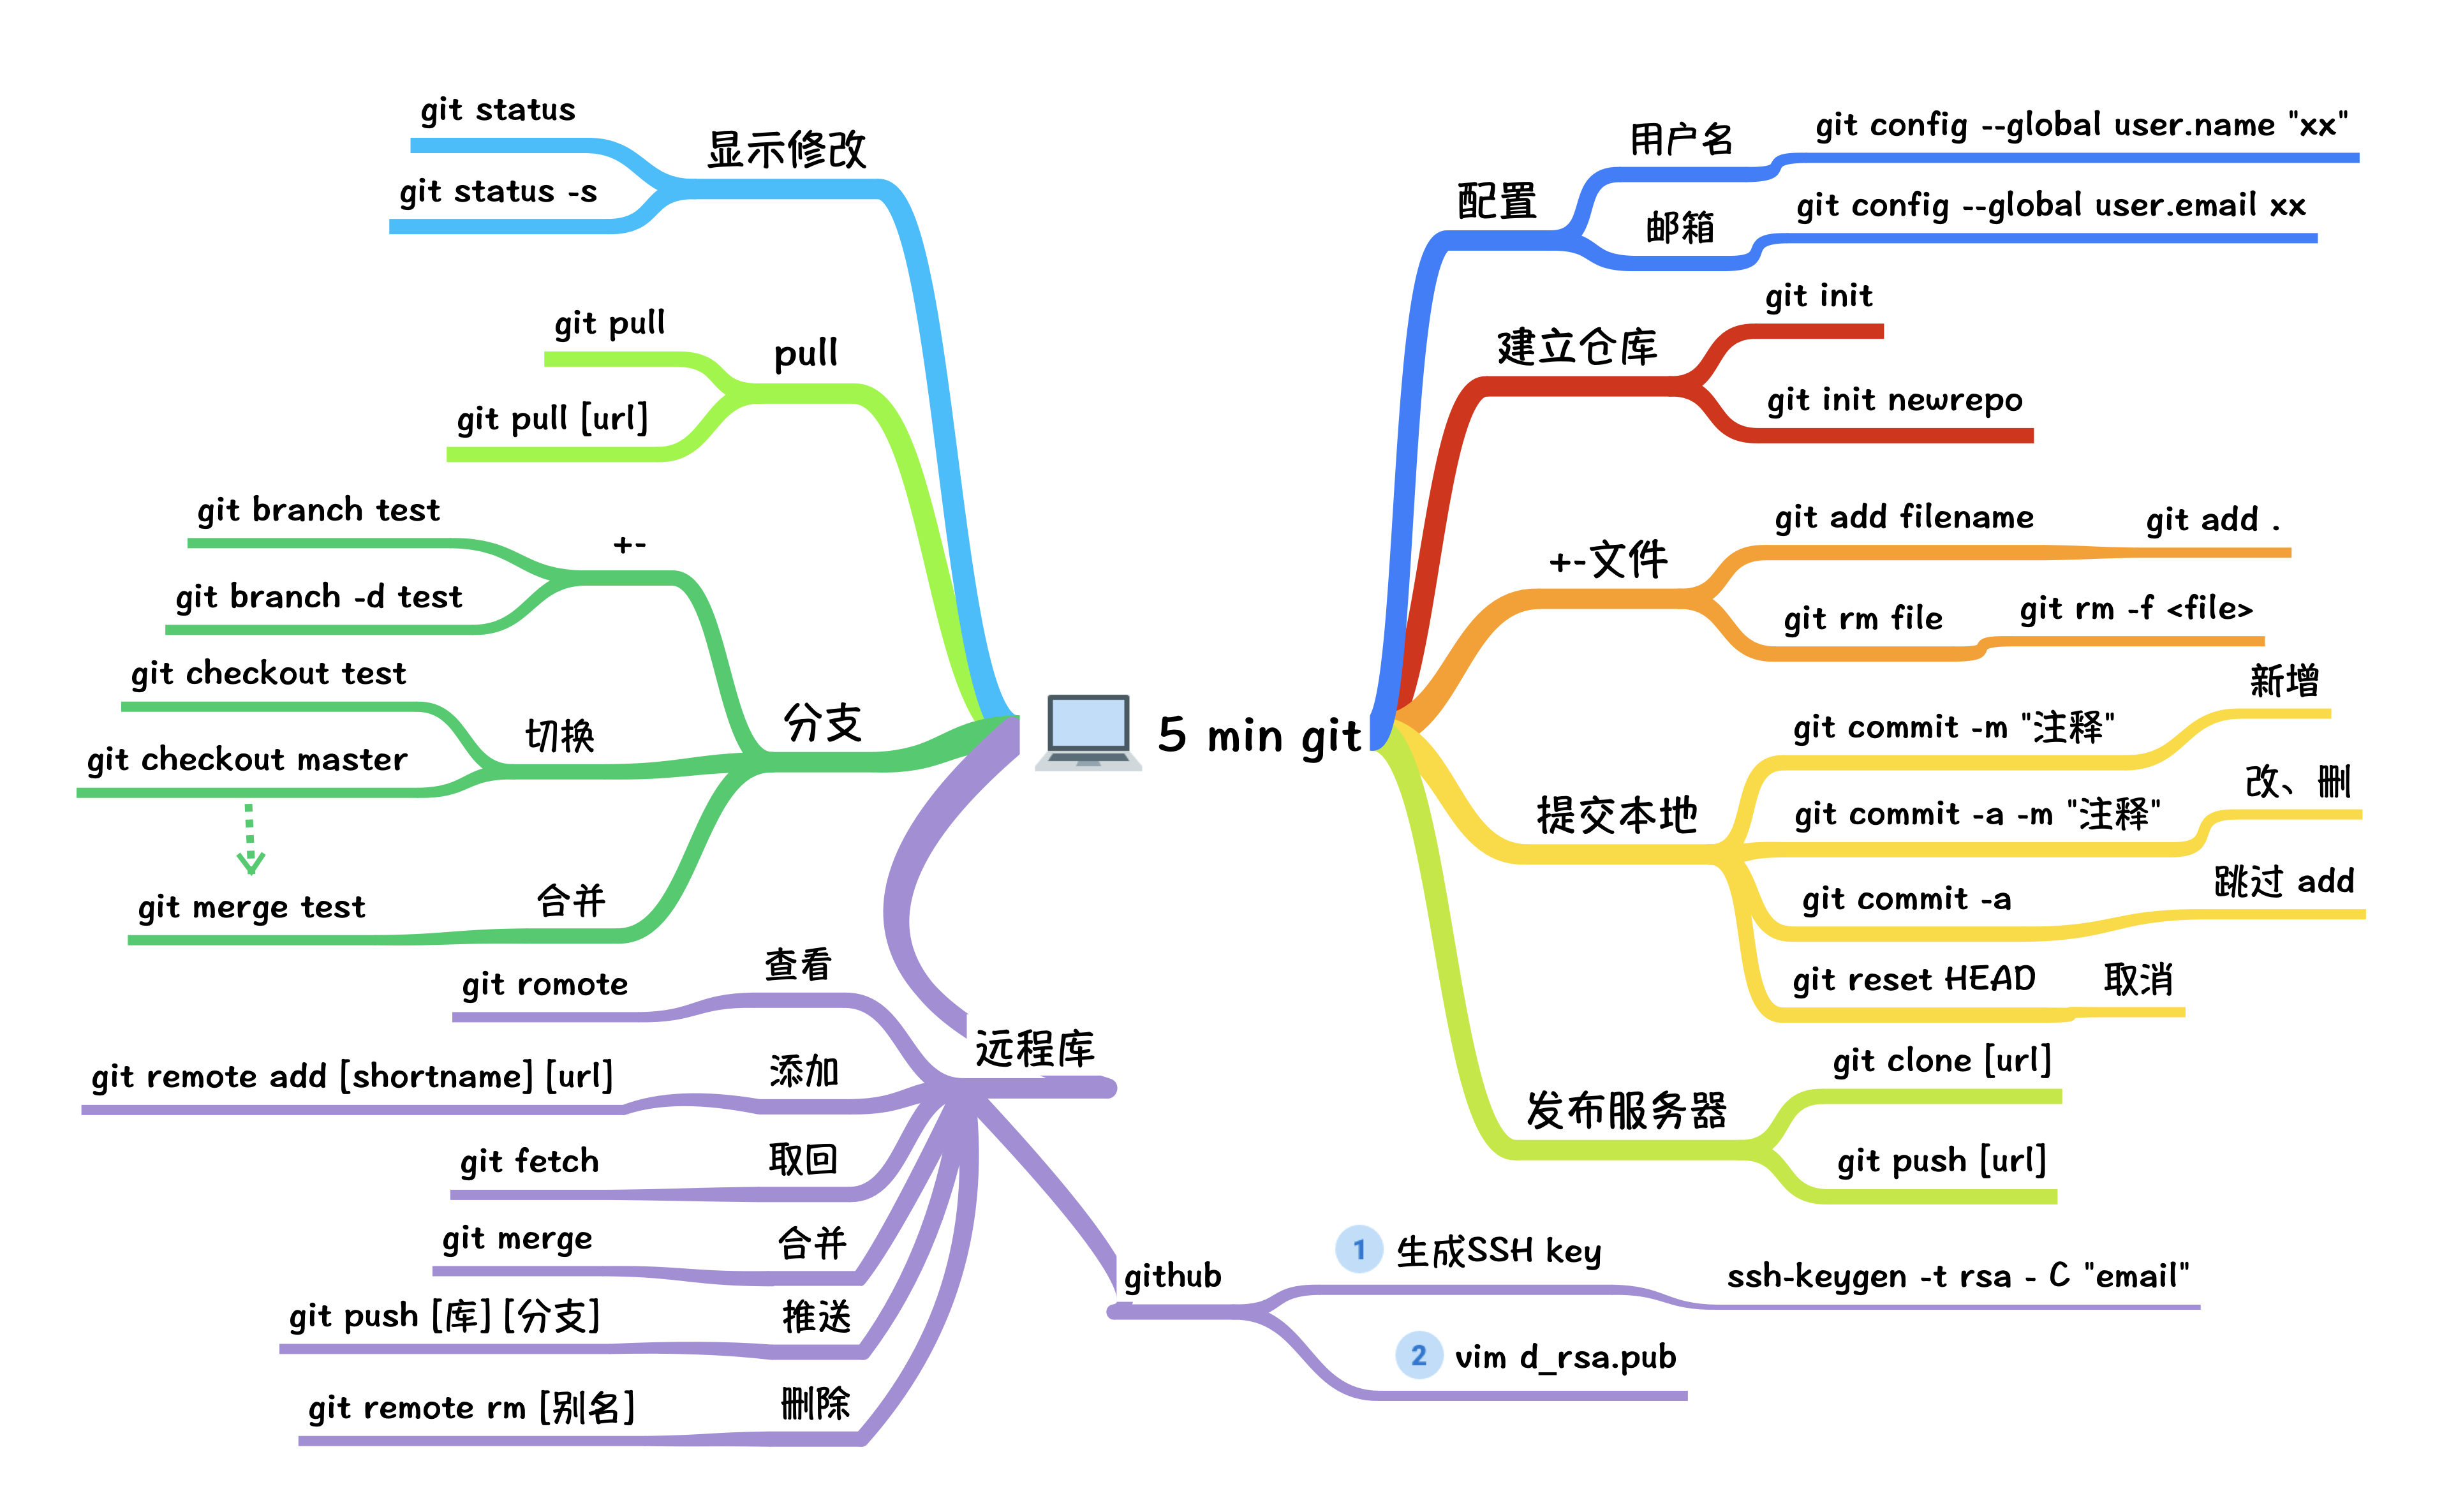 5 min git
配置
用户名
git config --global user.name "xx"
邮箱
git config --global user.email xx
建立仓库
git init
git init newrepo
+-文件
git add filename
git add .
git rm file
git rm -f <file>
提交本地
git commit -m "注释"
新增
git commit -a -m "注释"
改、删
git commit -a
跳过 add
git reset HEAD
取消
发布服务器
git clone [url]
git push [url]
显示修改
git status
git status -s
pull
git pull
git pull [url]
分支
+-
git branch test
git branch -d test
切换
git checkout test
git checkout master
合并
git merge test
远程库
查看
git romote
添加
git remote add [shortname] [url]
取回
git fetch
合并
git merge
推送
git push [库] [分支]
删除
git remote rm [别名]
github
1 生成SSH key
ssh-keygen -t rsa - C "email"
2 vim d_rsa.pub